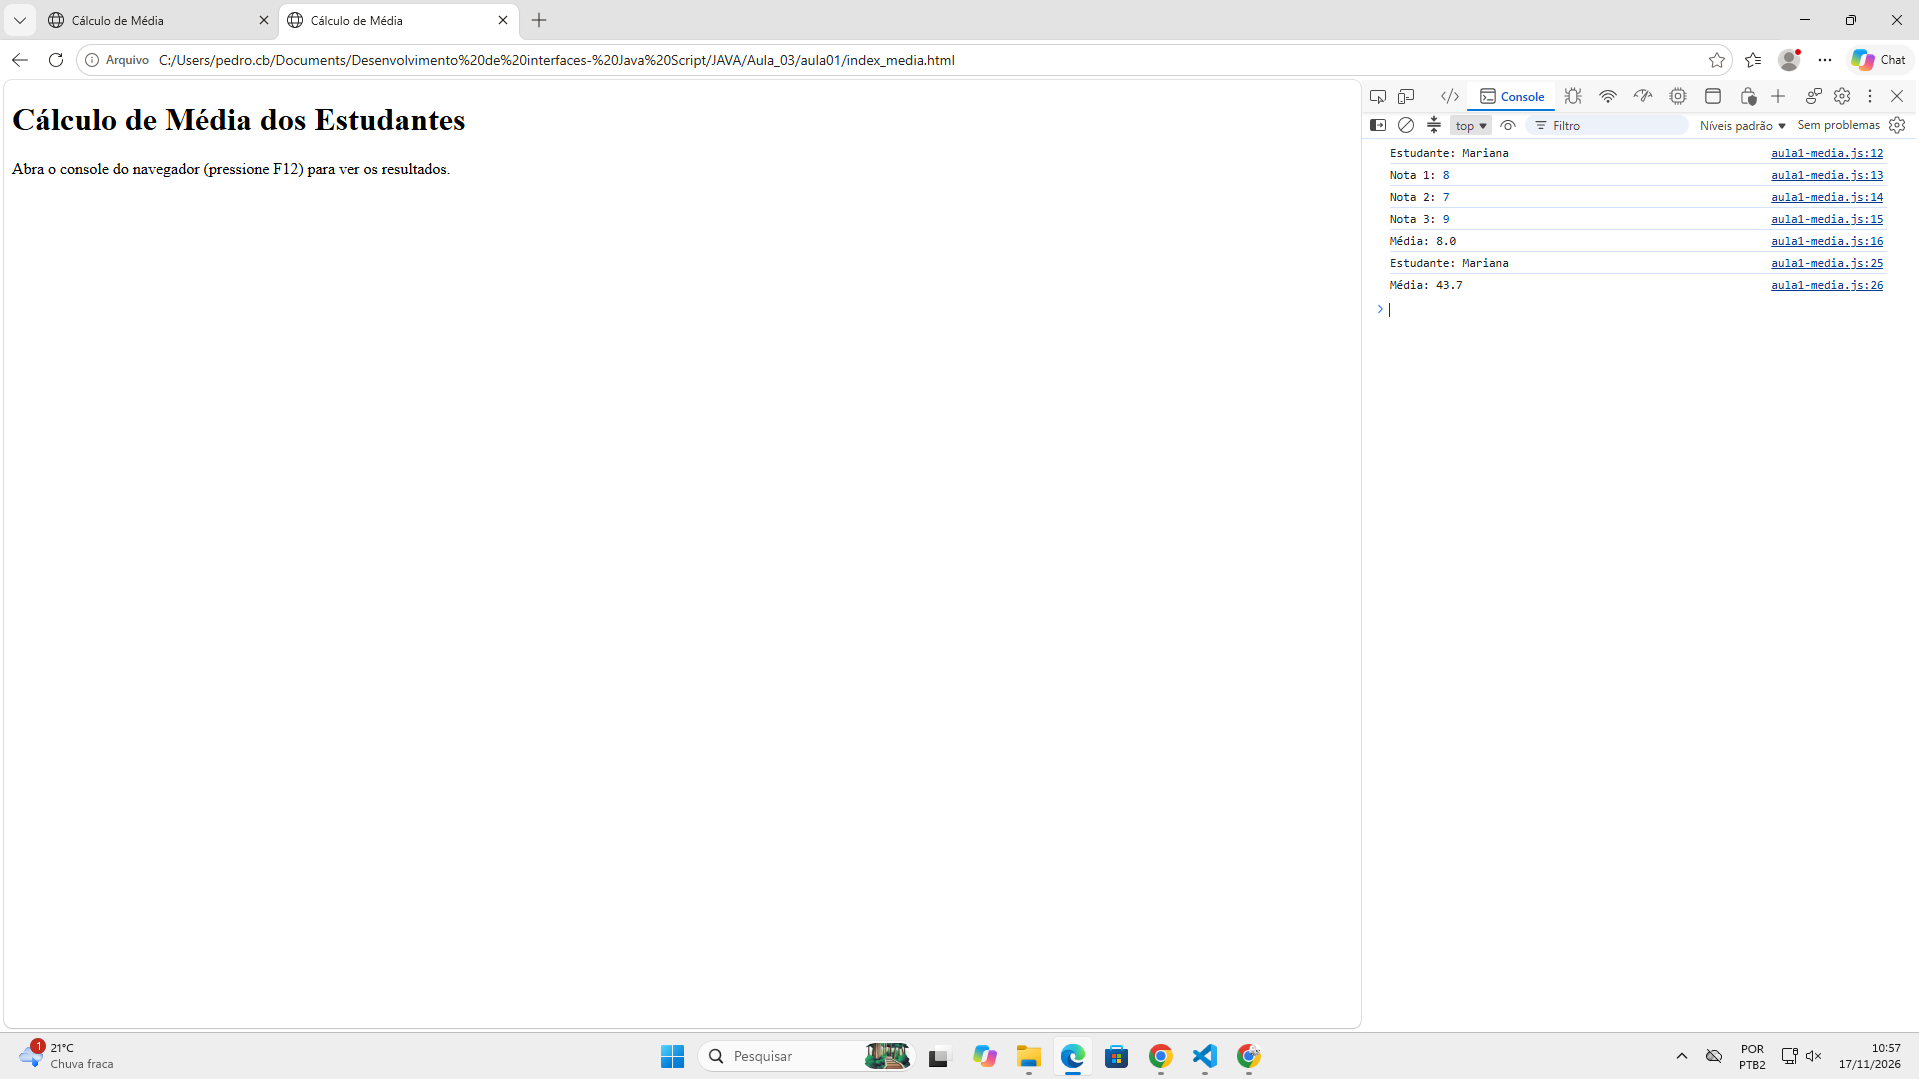 Cálculo de Média
Cálculo de Média
Arquivo C:/Users/pedro.cb/Documents/Desenvolvimento%20de%20interfaces-%20Java%20Script/JAVA/Aula_03/aula01/index_media.html
Chat
Cálculo de Média dos Estudantes
Abra o console do navegador (pressione F12) para ver os resultados.
Console
top
Filtro
Níveis padrão
Sem problemas
Estudante: Mariana aula1-media.js:12
Nota 1: 8 aula1-media.js:13
Nota 2: 7 aula1-media.js:14
Nota 3: 9 aula1-media.js:15
Média: 8.0 aula1-media.js:16
Estudante: Mariana aula1-media.js:25
Média: 43.7 aula1-media.js:26
1
21°C
Chuva fraca
Pesquisar
POR
PTB2
10:57
17/11/2026